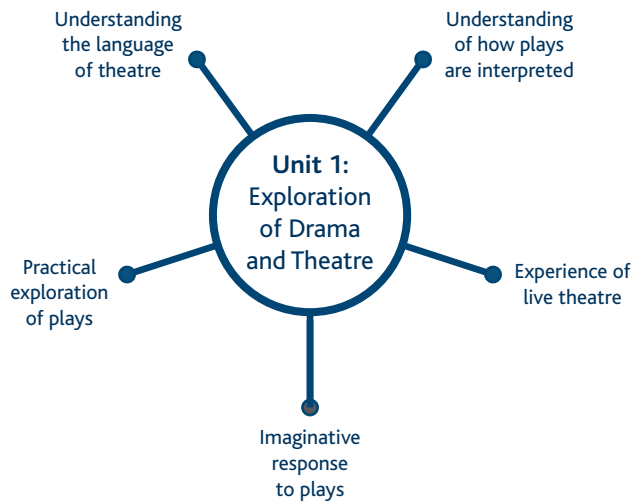 Understanding
the language
of theatre
Understanding
of how plays
are interpreted
Unit 1:
Exploration
of Drama
and Theatre
Practical
exploration
of plays
Experience of
live theatre
Imaginative
response
to plays